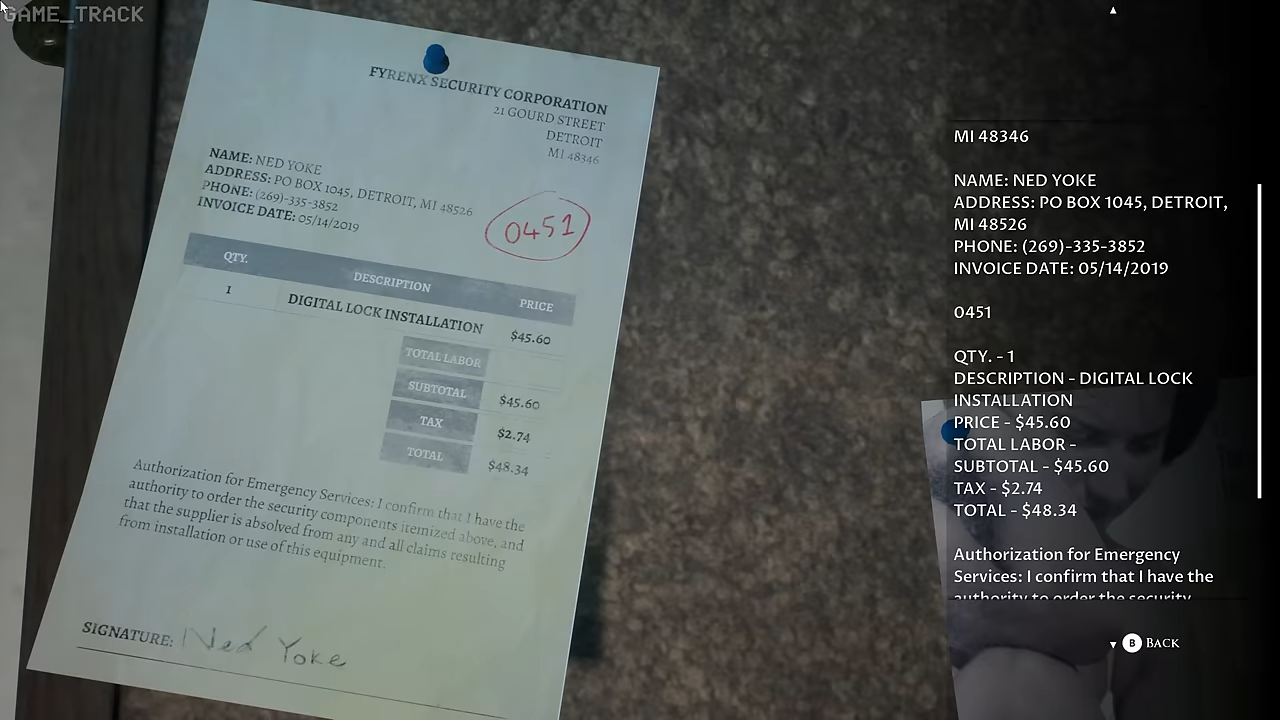 GAME_TRACK
FYRENX SECURITY CORPORATION
21 GOURD STREET
DETROIT
MI 48346
NAME: NED YOKE
ADDRESS: PO BOX 1045, DETROIT, MI 48526
PHONE: (269)-335-3852
INVOICE DATE: 05/14/2019
0451
QTY. DESCRIPTION PRICE
1 DIGITAL LOCK INSTALLATION $45.60
TOTAL LABOR
SUBTOTAL $45.60
TAX $2.74
TOTAL $48.34
Authorization for Emergency Services: I confirm that I have the
authority to order the security components itemized above, and
that the supplier is absolved from any and all claims resulting
from installation or use of this equipment.
SIGNATURE: Ned Yoke
MI 48346
NAME: NED YOKE
ADDRESS: PO BOX 1045, DETROIT,
MI 48526
PHONE: (269)-335-3852
INVOICE DATE: 05/14/2019
0451
QTY. - 1
DESCRIPTION - DIGITAL LOCK
INSTALLATION
PRICE - $45.60
TOTAL LABOR -
SUBTOTAL - $45.60
TAX - $2.74
TOTAL - $48.34
Authorization for Emergency
Services: I confirm that I have the
authority to order the security
B BACK